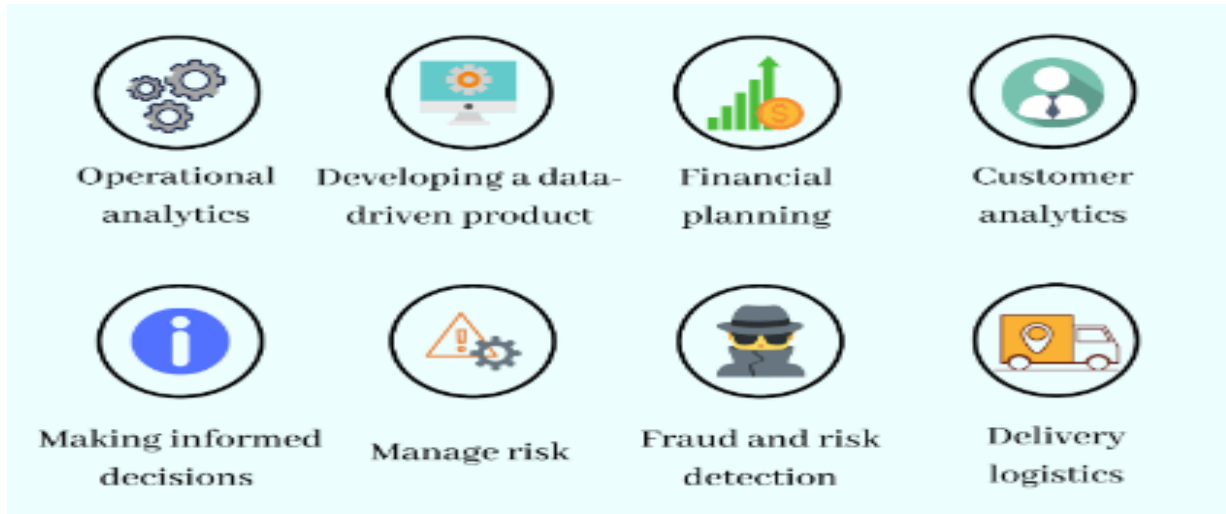 Operational
analytics
Developing a data-
driven product
Financial
planning
Customer
analytics
Making informed
decisions
Manage risk
Fraud and risk
detection
Delivery
logistics